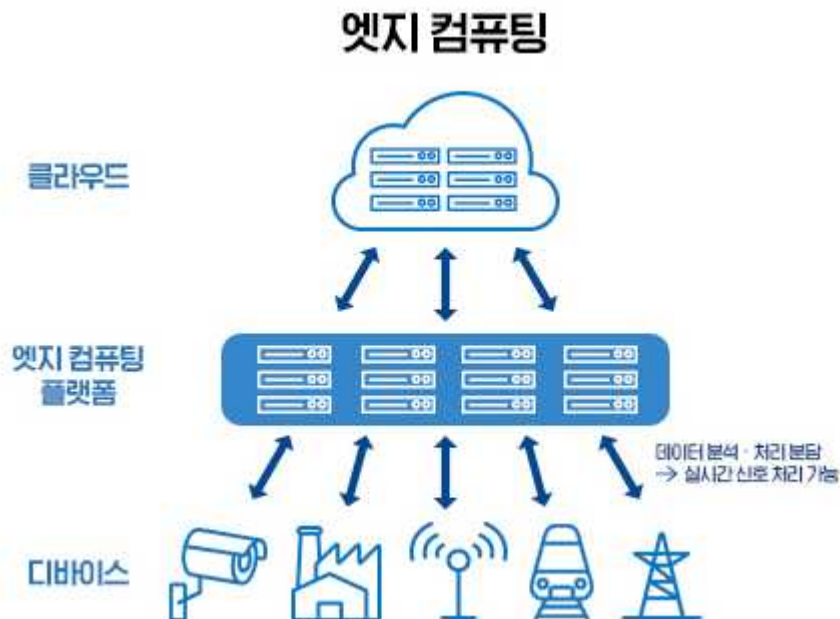 엣지 컴퓨팅
클라우드
엣지 컴퓨팅
플랫폼
데이터 분석 · 처리 분담
→ 실시간 신호 처리 가능
디바이스